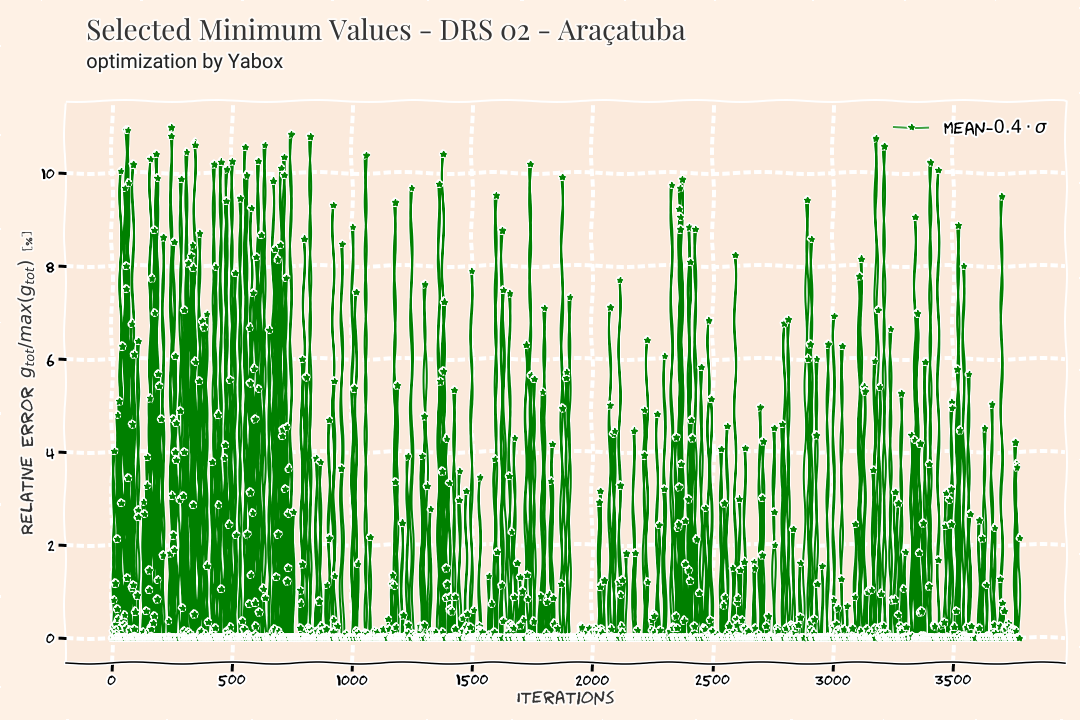 Selected Minimum Values - DRS 02 - Araçatuba
optimization by Yabox
MEAN-0.4 · σ
RELATIVE ERROR g_tot/max(g_tot) [%]
10
8
6
4
2
0
0 500 1000 1500 2000 2500 3000 3500
ITERATIONS